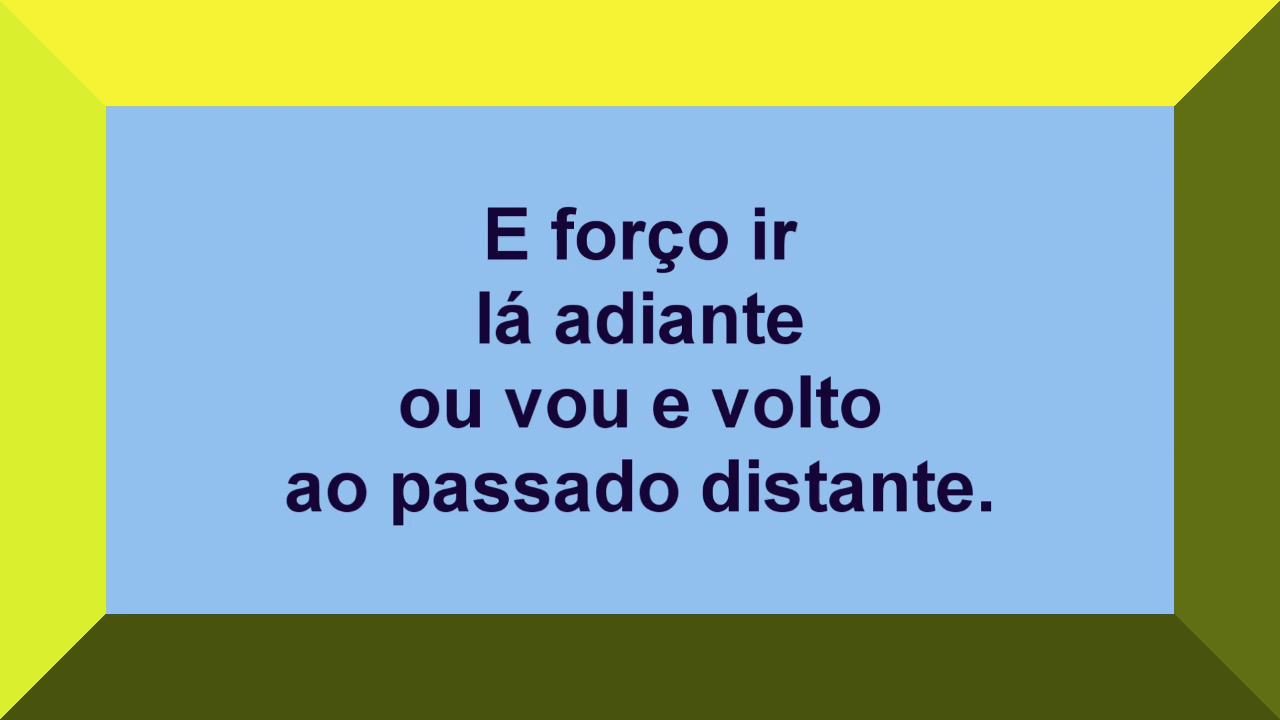 E forço ir
lá adiante
ou vou e volto
ao passado distante.